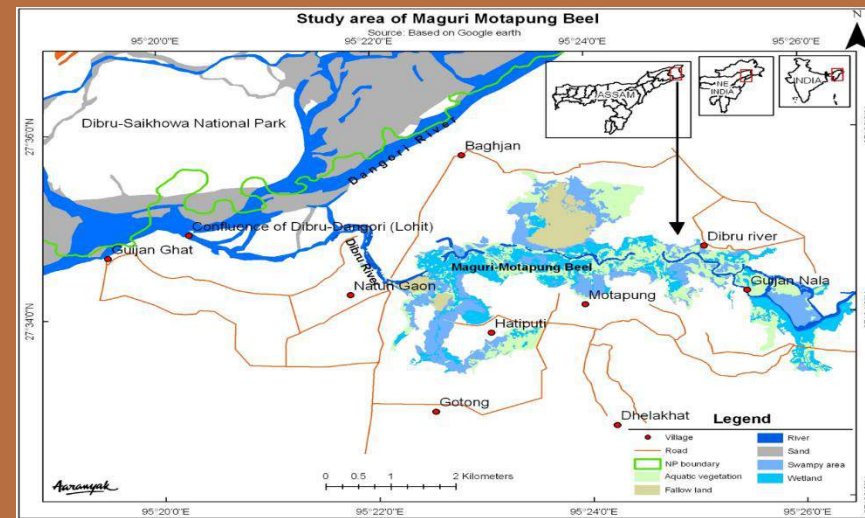 Study area of Maguri Motapung Beel
Source: Based on Google earth
N
95°20'0"E 95°22'0"E 95°24'0"E 95°26'0"E
ASSAM
NE
INDIA
INDIA
27°36'0"N
27°34'0"N
Dibru-Saikhowa National Park
Dangori River
Baghjan
Confluence of Dibru-Dangori (Lohit)
Guijan Ghat
Dibru River
Dibru river
Maguri-Motapung Beel
Natun Gaon
Guijan Nala
Motapung
Hatiputi
Gotong
Dhelakhat
Legend
Village
Road
NP boundary
Aquatic vegetation
Fallow land
River
Sand
Swampy area
Wetland
0 0.5 1 2 Kilometers
Aaranyak
95°20'0"E 95°22'0"E 95°24'0"E 95°26'0"E